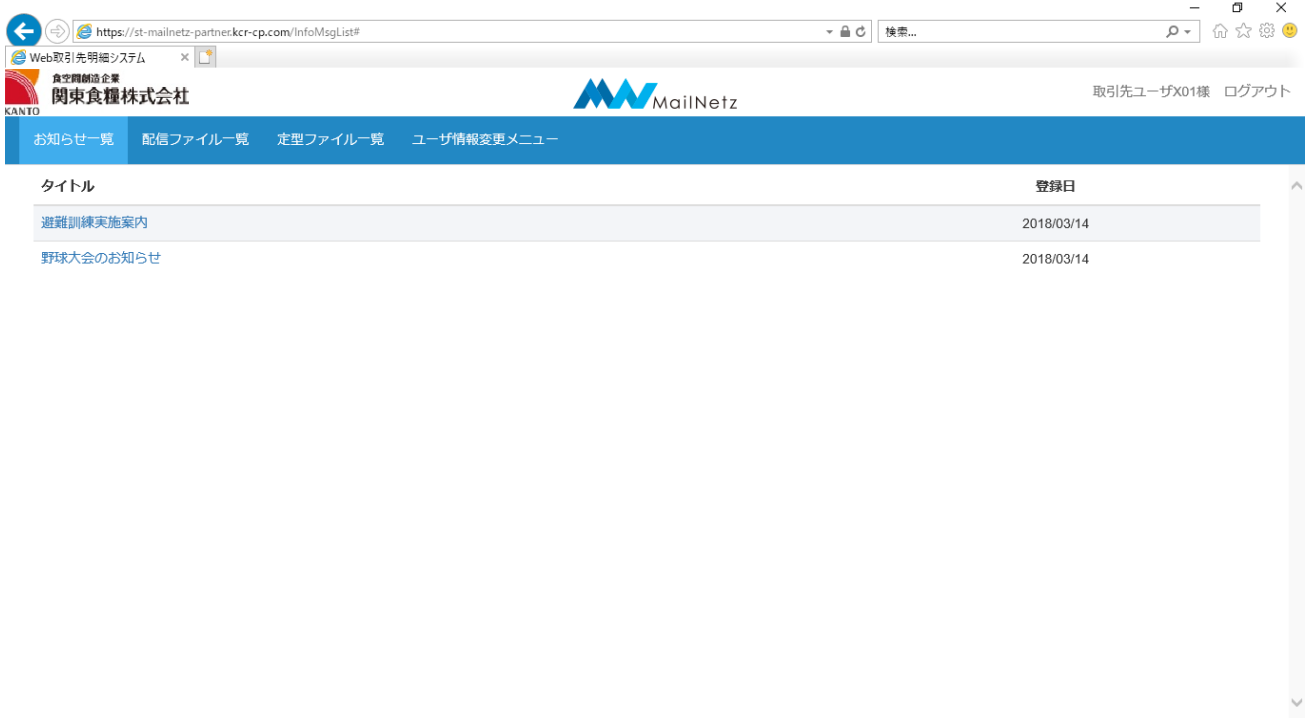 https://st-mailnetz-partner.kcr-cp.com/InfoMsgList#
検索...
Web取引先明細システム
食空間創造企業
関東食糧株式会社
KANTO
MailNetz
取引先ユーザX01様 ログアウト
お知らせ一覧 配信ファイル一覧 定型ファイル一覧 ユーザ情報変更メニュー
タイトル 登録日
避難訓練実施案内 2018/03/14
野球大会のお知らせ 2018/03/14